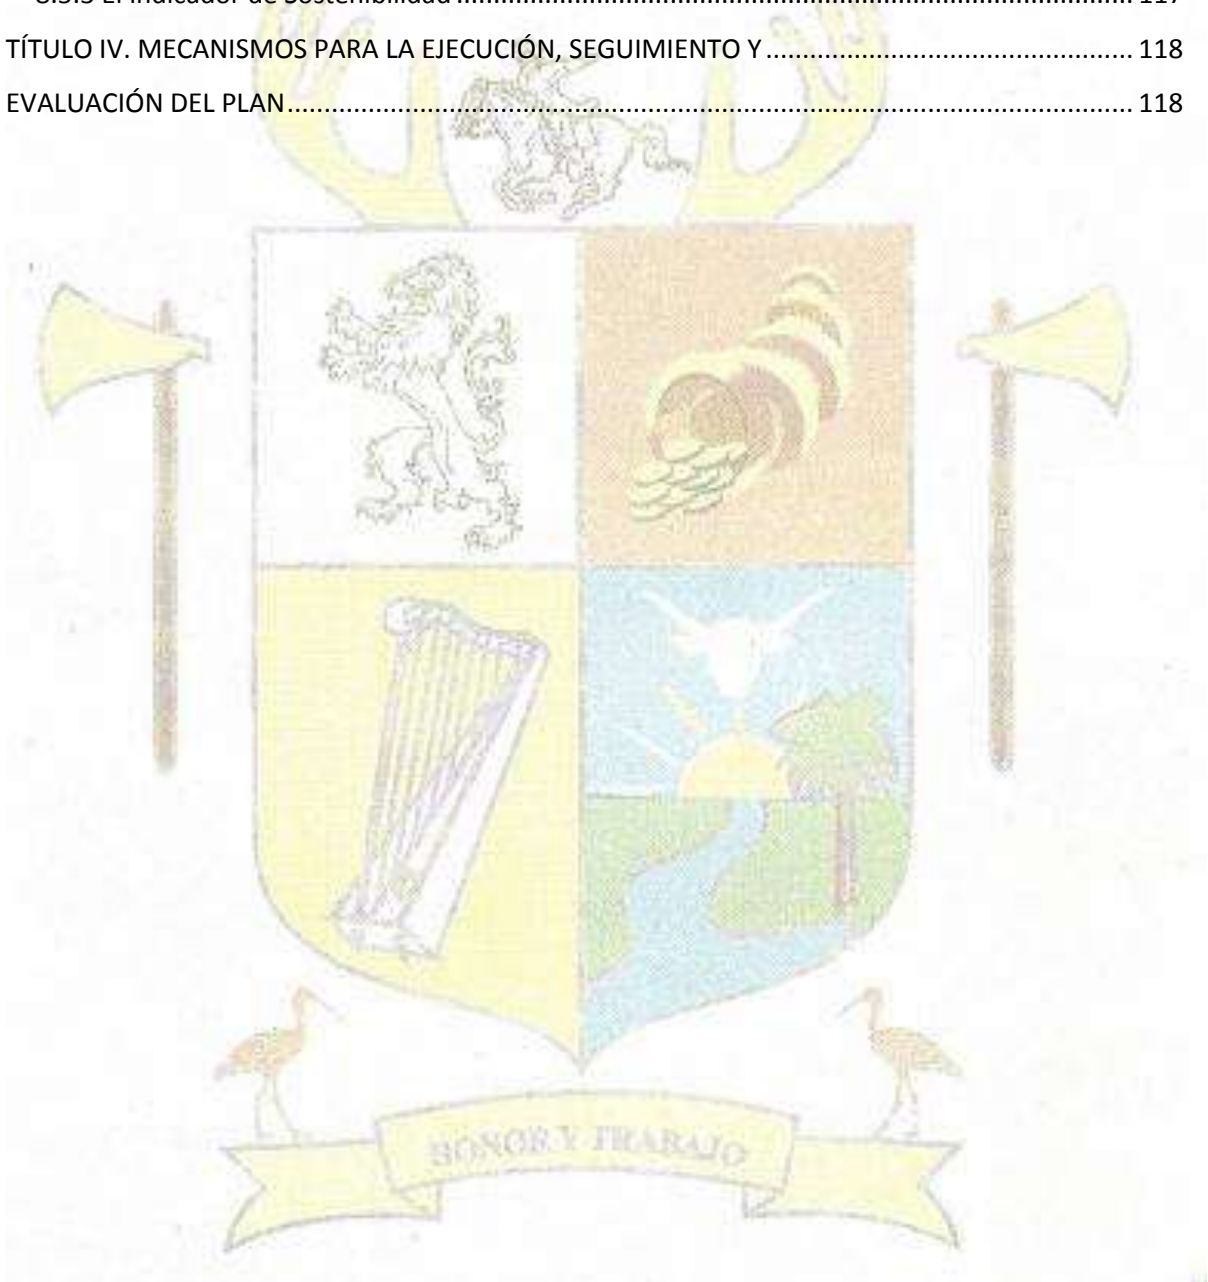 TÍTULO IV. MECANISMOS PARA LA EJECUCIÓN, SEGUIMIENTO Y ........................................ 118
EVALUACIÓN DEL PLAN ........................................ 118
HONOR Y TRABAJO